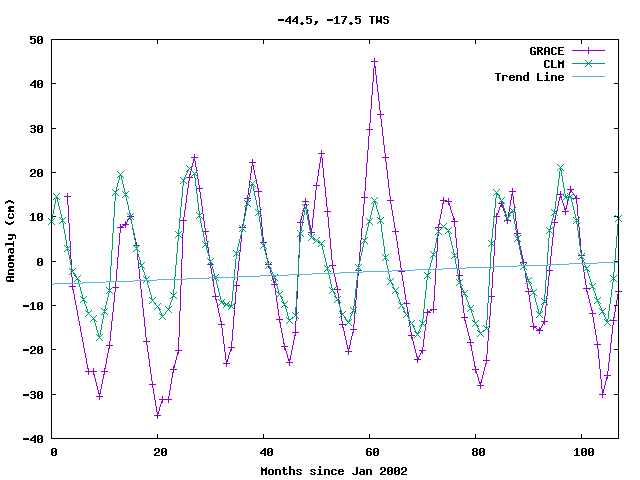 -44.5, -17.5 TWS
GRACE
CLM
Trend Line
50
40
30
20
10
0
-10
-20
-30
-40
Anomaly (cm)
0 20 40 60 80 100
Months since Jan 2002